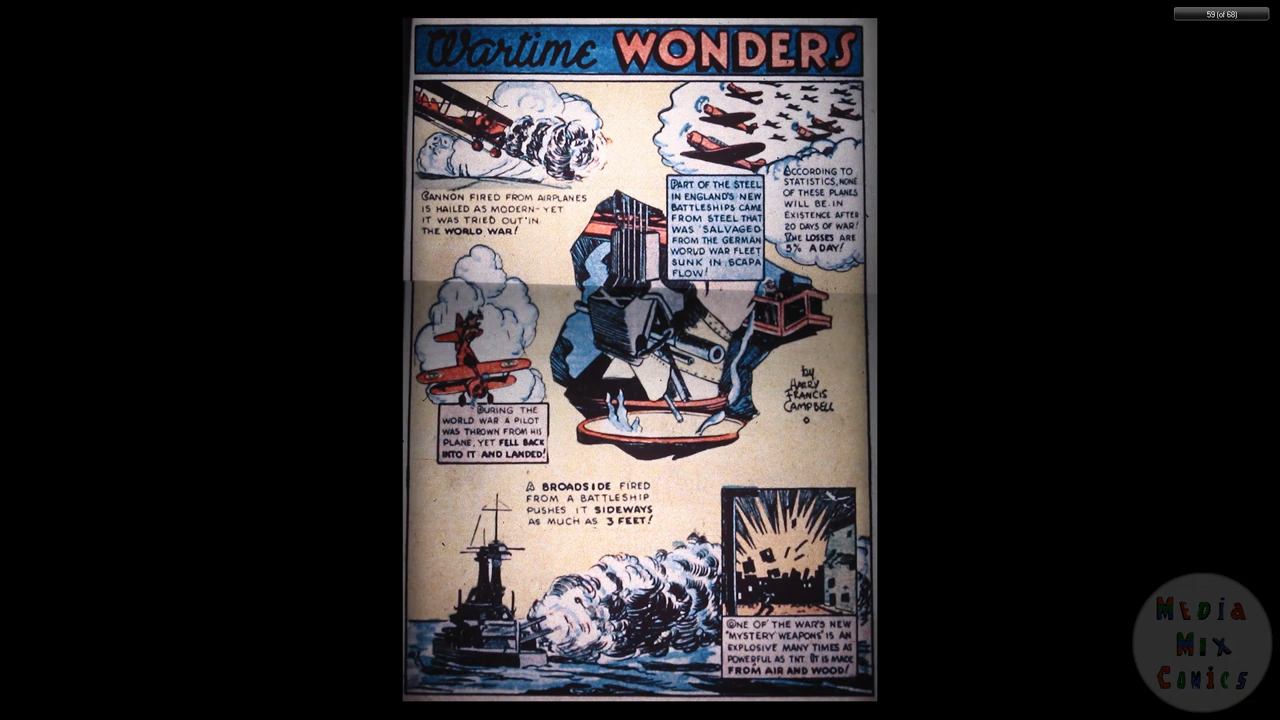 59 (of 68)
Wartime WONDERS
CANNON FIRED FROM AIRPLANES
IS HAILED AS MODERN-YET
IT WAS TRIED OUT IN
THE WORLD WAR!
PART OF THE STEEL
IN ENGLAND'S NEW
BATTLESHIPS CAME
FROM STEEL THAT
WAS SALVAGED
FROM THE GERMAN
WORLD WAR FLEET
SUNK IN SCAPA
FLOW!
ACCORDING TO
STATISTICS, NONE
OF THESE PLANES
WILL BE IN
EXISTENCE AFTER
20 DAYS OF WAR!
THE LOSSES ARE
5% A DAY!
DURING THE
WORLD WAR A PILOT
WAS THROWN FROM HIS
PLANE, YET FELL BACK
INTO IT AND LANDED!
by
HARRY
FRANCIS
CAMPBELL
A BROADSIDE FIRED
FROM A BATTLESHIP
PUSHES IT SIDEWAYS
AS MUCH AS 3 FEET!
ONE OF THE WAR'S NEW
"MYSTERY WEAPONS" IS AN
EXPLOSIVE MANY TIMES AS
POWERFUL AS TNT. IT IS MADE
FROM AIR AND WOOD!
MEDIA
MIX
COMICS